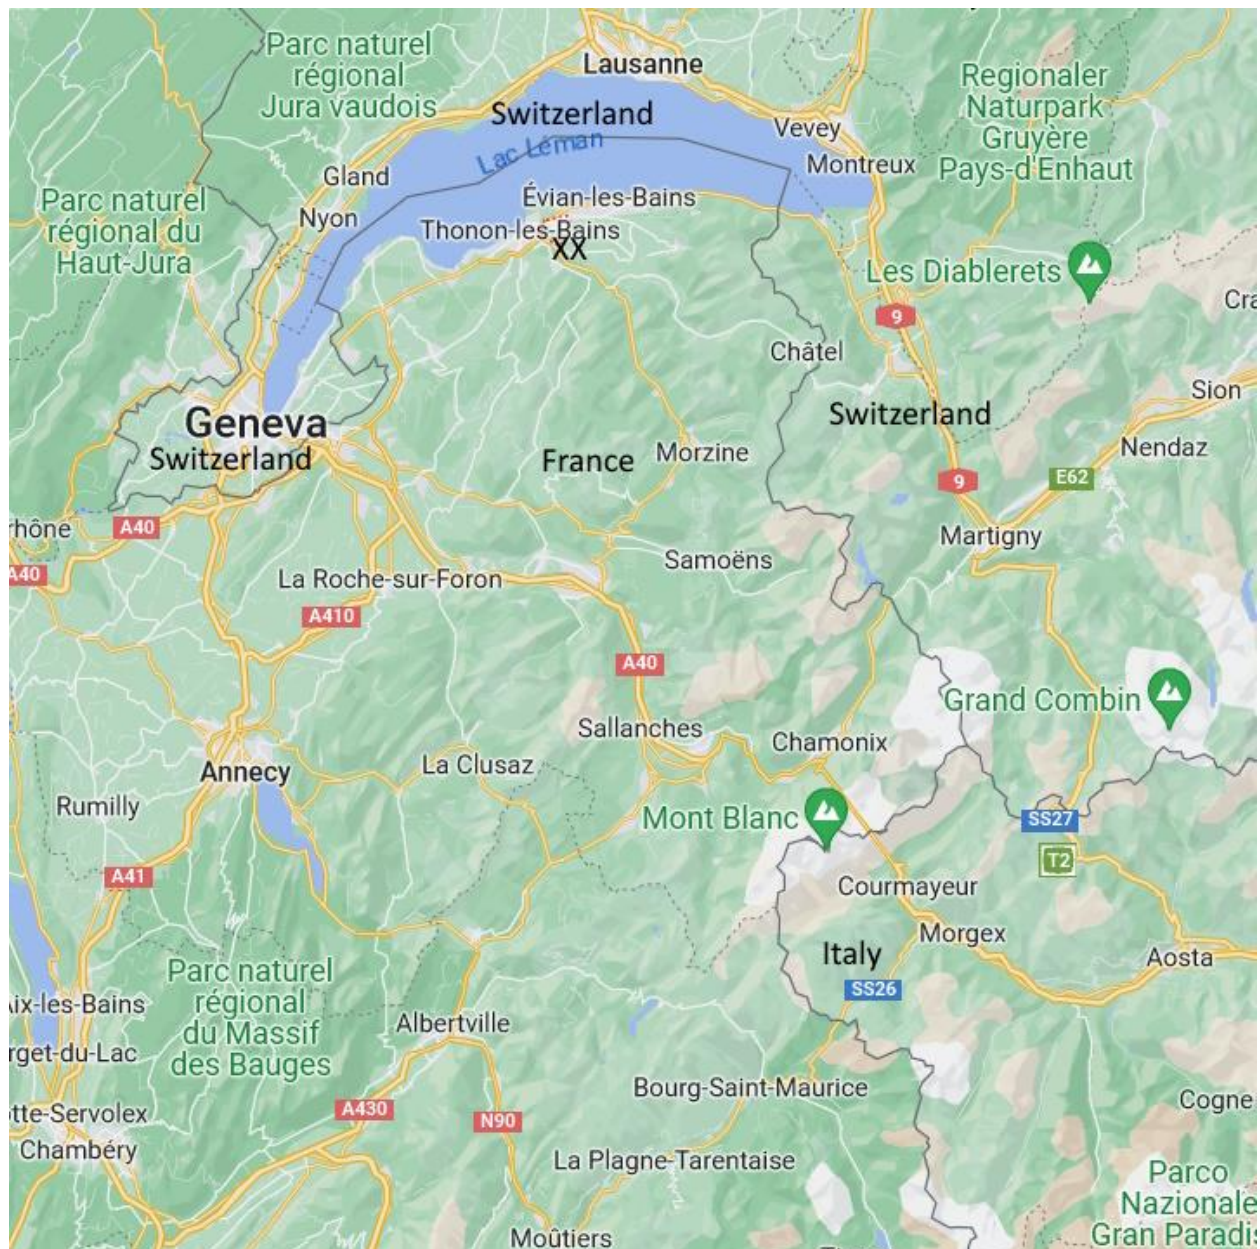 Parc naturel
régional
Jura vaudois
Lausanne
Regionaler
Naturpark
Gruyère
Pays-d'Enhaut
Switzerland
Vevey
Lac Léman
Montreux
Gland
Parc naturel
régional du
Haut-Jura
Nyon
Évian-les-Bains
Thonon-les-Bains
XX
Les Diablerets
Crâ
9
Châtel
Sion
Geneva
Switzerland
Switzerland
France
Morzine
Nendaz
E62
9
rhône
A40
Martigny
A40
Samoëns
La Roche-sur-Foron
A410
A40
Grand Combin
Sallanches
Chamonix
La Clusaz
Annecy
Rumilly
Mont Blanc
SS27
T2
A41
Courmayeur
Morgex
Italy
Aosta
Parc naturel
régional
du Massif
des Bauges
SS26
Aix-les-Bains
Albertville
rget-du-Lac
Bourg-Saint-Maurice
Cogne
A430
N90
otte-Servolex
Chambéry
La Plagne-Tarentaise
Parco
Nazionale
Gran Paradi
Moûtiers